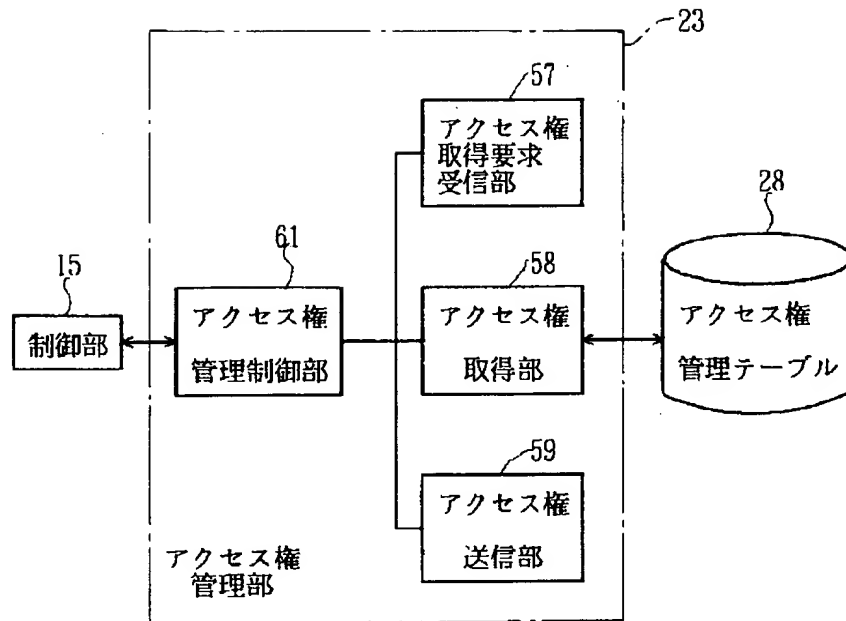 23
57
アクセス権
取得要求
受信部
28
61
58
15
アクセス権
アクセス権
アクセス権
制御部
管理制御部
取得部
管理テーブル
59
アクセス権
送信部
アクセス権
管理部